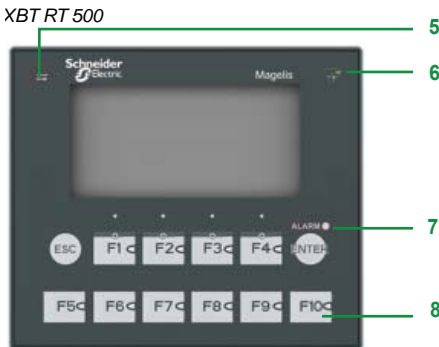 XBT RT 500
5
Schneider
Electric
Magelis
6
ALARM
7
ESC
F1
F2
F3
F4
ENTER
F5
F6
F7
F8
F9
F10
8